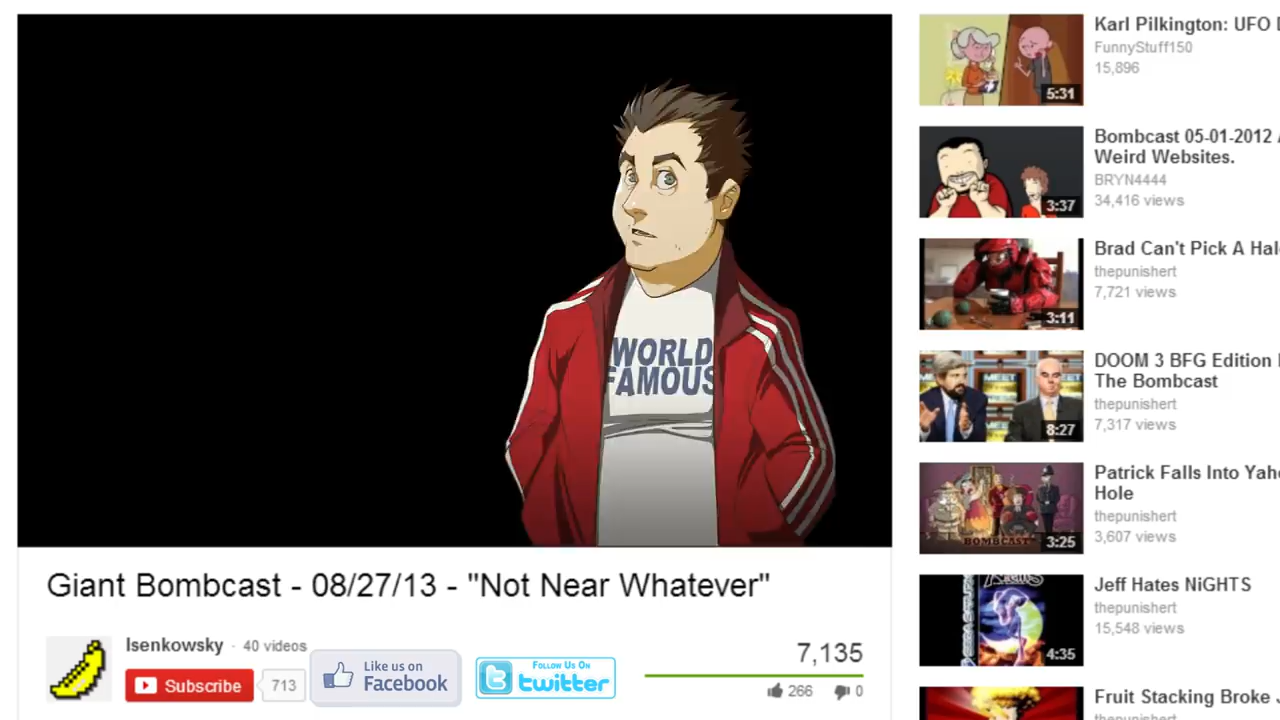 WORLD
FAMOUS
Giant Bombcast - 08/27/13 - "Not Near Whatever"
Isenkowsky · 40 videos
Subscribe
713
Like us on
Facebook
FOLLOW US ON
twitter
7,135
266
0
5:31
Karl Pilkington: UFO
FunnyStuff150
15,896
3:37
Bombcast 05-01-2012
Weird Websites.
BRYN4444
34,416 views
3:11
Brad Can't Pick A
thepunishert
7,721 views
MEET
8:27
DOOM 3 BFG Edition
The Bombcast
thepunishert
7,317 views
BOMBCAST
3:25
Patrick Falls Into
Hole
thepunishert
3,607 views
SEGA SATURN
4:35
Jeff Hates NiGHTS
thepunishert
15,548 views
Fruit Stacking Broke
thepunishert